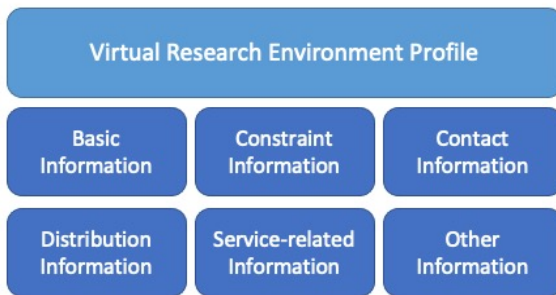 Virtual Research Environment Profile
Basic
Information
Constraint
Information
Contact
Information
Distribution
Information
Service-related
Information
Other
Information